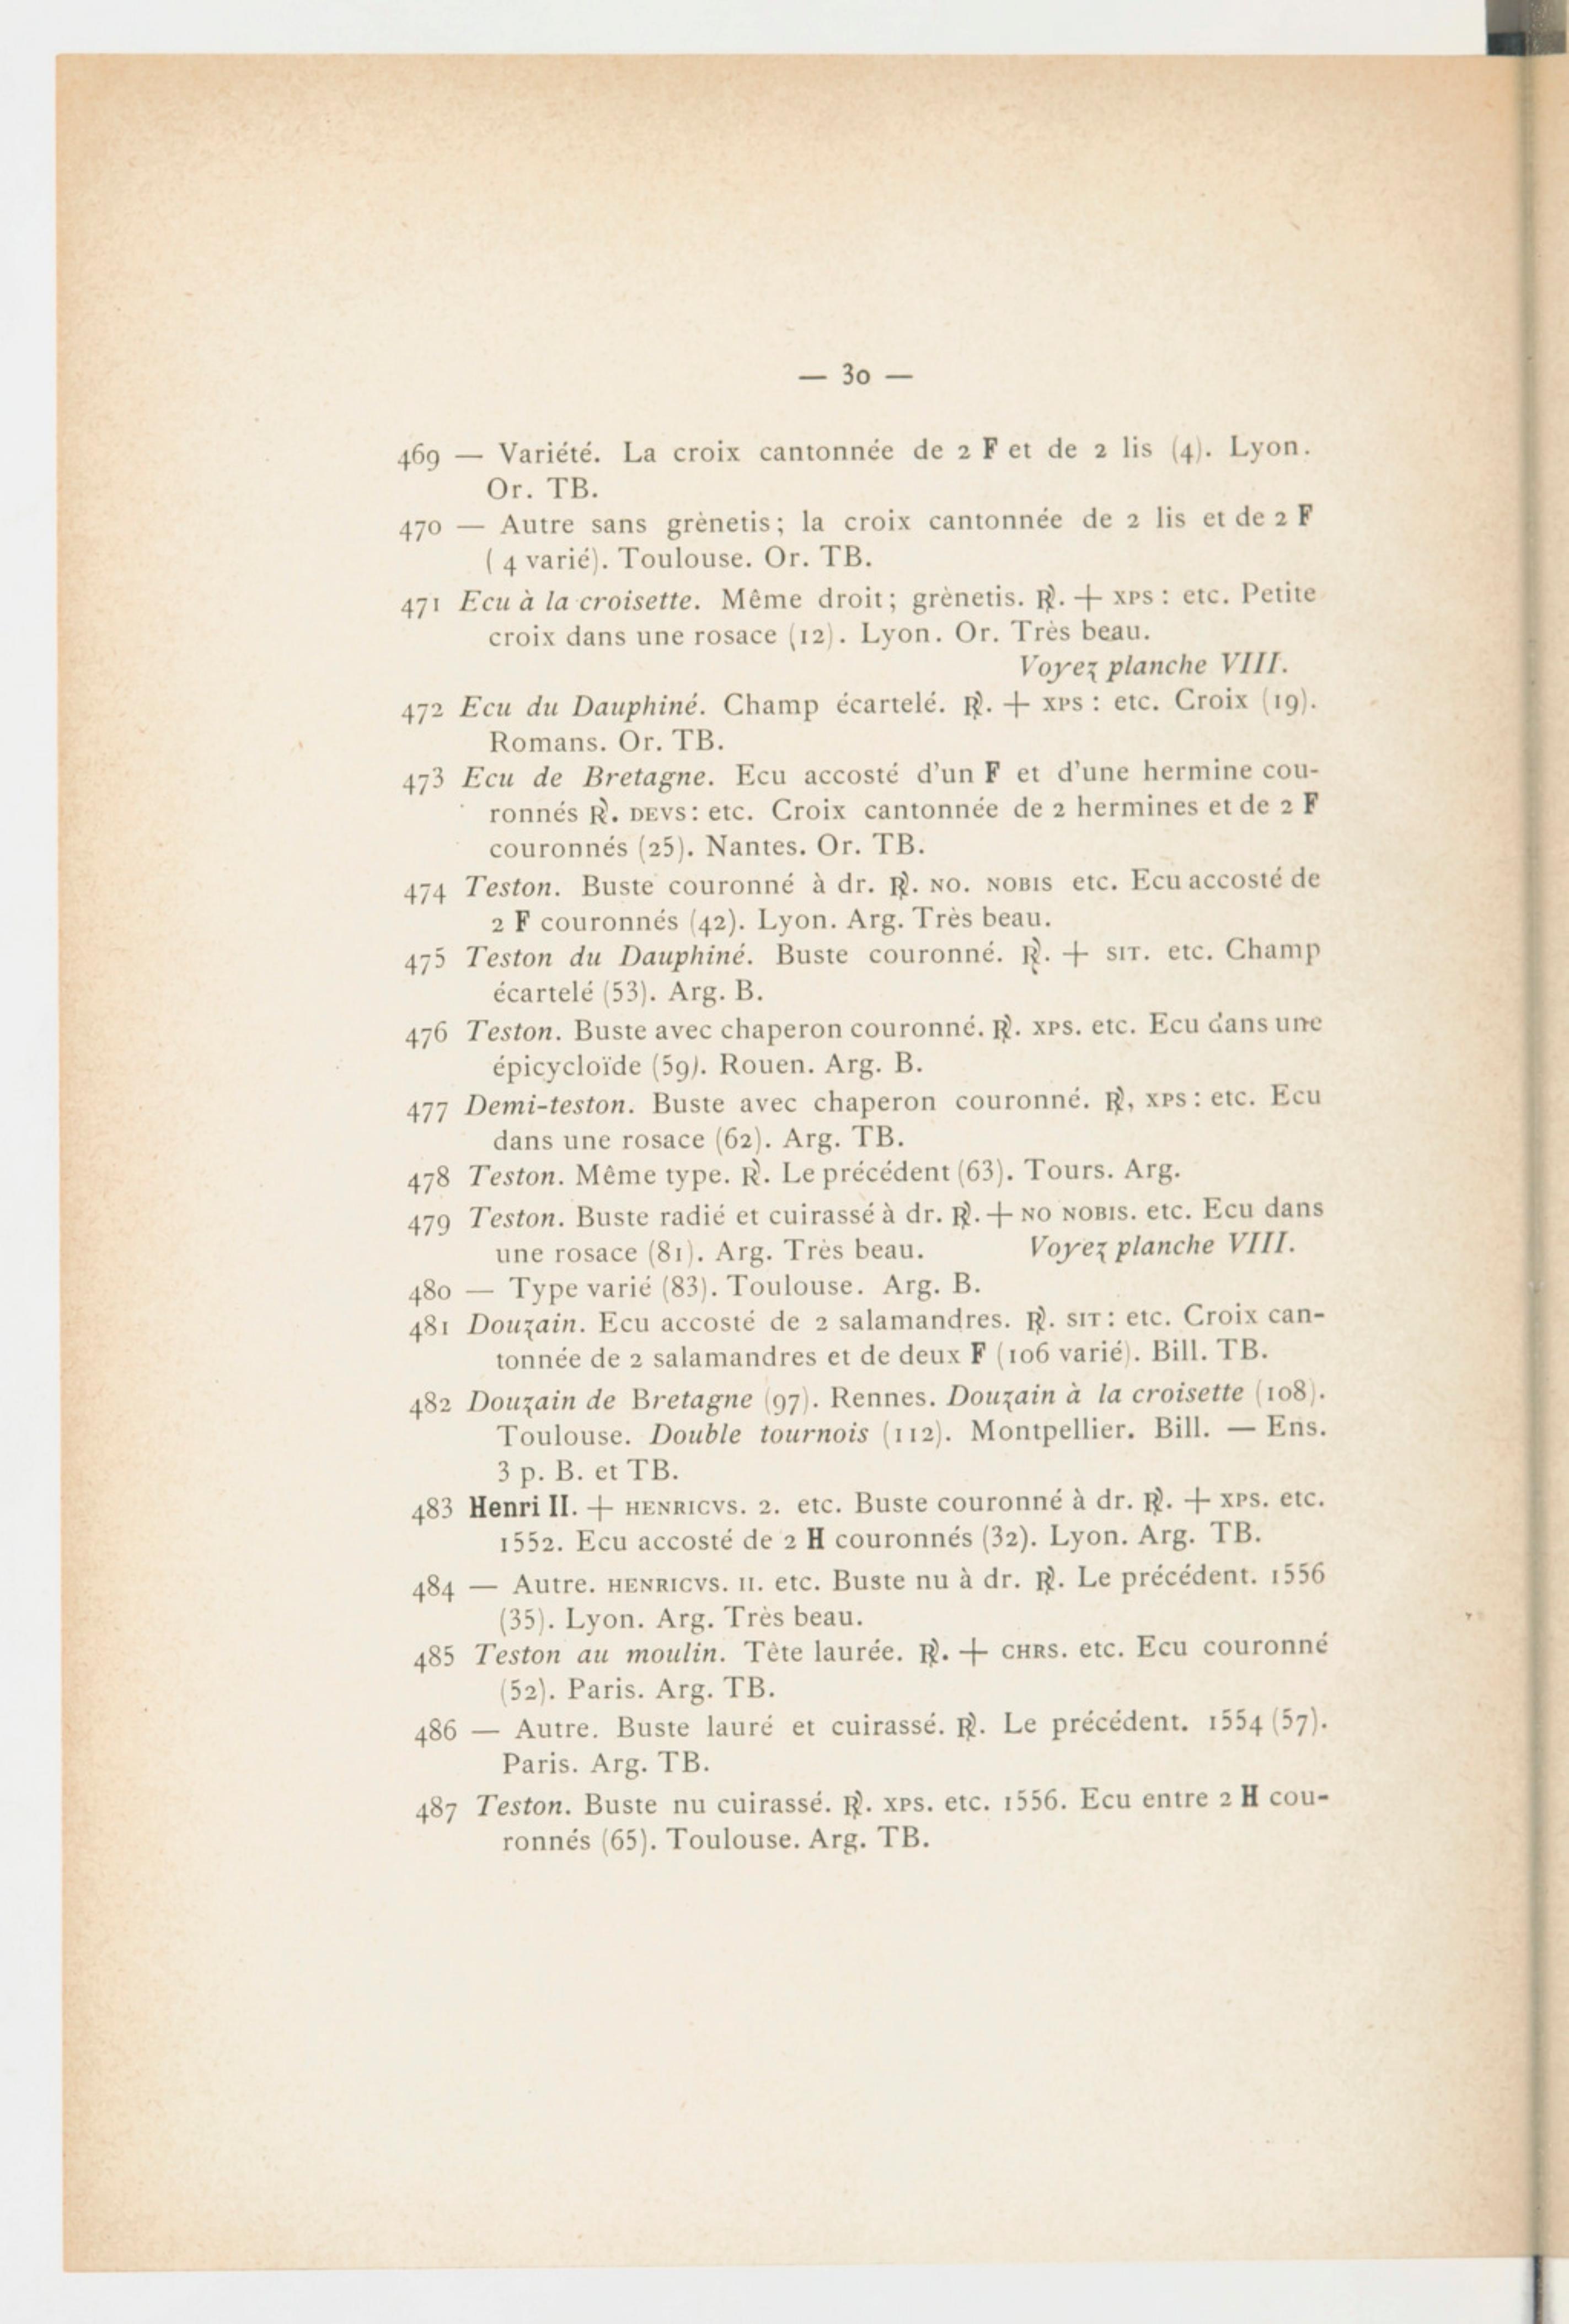 — 30 —
469 — Variété. La croix cantonnée de 2 F et de 2 lis (4). Lyon.
Or. TB.
470 — Autre sans grènetis; la croix cantonnée de 2 lis et de 2 F
( 4 varié). Toulouse. Or. TB.
471 Ecu à la croisette. Même droit; grènetis. ℟. + XPS : etc. Petite
croix dans une rosace (12). Lyon. Or. Très beau.
Voyez planche VIII.
472 Ecu du Dauphiné. Champ écartelé. ℟. + XPS : etc. Croix (19).
Romans. Or. TB.
473 Ecu de Bretagne. Ecu accosté d'un F et d'une hermine cou-
ronnés ℟. DEVS: etc. Croix cantonnée de 2 hermines et de 2 F
couronnés (25). Nantes. Or. TB.
474 Teston. Buste couronné à dr. ℟. NO. NOBIS etc. Ecu accosté de
2 F couronnés (42). Lyon. Arg. Très beau.
475 Teston du Dauphiné. Buste couronné. ℟. + SIT. etc. Champ
écartelé (53). Arg. B.
476 Teston. Buste avec chaperon couronné. ℟. XPS. etc. Ecu dans une
épicycloïde (59). Rouen. Arg. B.
477 Demi-teston. Buste avec chaperon couronné. ℟, XPS : etc. Ecu
dans une rosace (62). Arg. TB.
478 Teston. Même type. ℟. Le précédent (63). Tours. Arg.
479 Teston. Buste radié et cuirassé à dr. ℟. + NO NOBIS. etc. Ecu dans
une rosace (81). Arg. Très beau. Voyez planche VIII.
480 — Type varié (83). Toulouse. Arg. B.
481 Douzain. Ecu accosté de 2 salamandres. ℟. SIT : etc. Croix can-
tonnée de 2 salamandres et de deux F (106 varié). Bill. TB.
482 Douzain de Bretagne (97). Rennes. Douzain à la croisette (108).
Toulouse. Double tournois (112). Montpellier. Bill. — Ens.
3 p. B. et TB.
483 Henri II. + HENRICVS. 2. etc. Buste couronné à dr. ℟. + XPS. etc.
1552. Ecu accosté de 2 H couronnés (32). Lyon. Arg. TB.
484 — Autre. HENRICVS. II. etc. Buste nu à dr. ℟. Le précédent. 1556
(35). Lyon. Arg. Très beau.
485 Teston au moulin. Tête laurée. ℟. + CHRS. etc. Ecu couronné
(52). Paris. Arg. TB.
486 — Autre. Buste lauré et cuirassé. ℟. Le précédent. 1554 (57).
Paris. Arg. TB.
487 Teston. Buste nu cuirassé. ℟. XPS. etc. 1556. Ecu entre 2 H cou-
ronnés (65). Toulouse. Arg. TB.